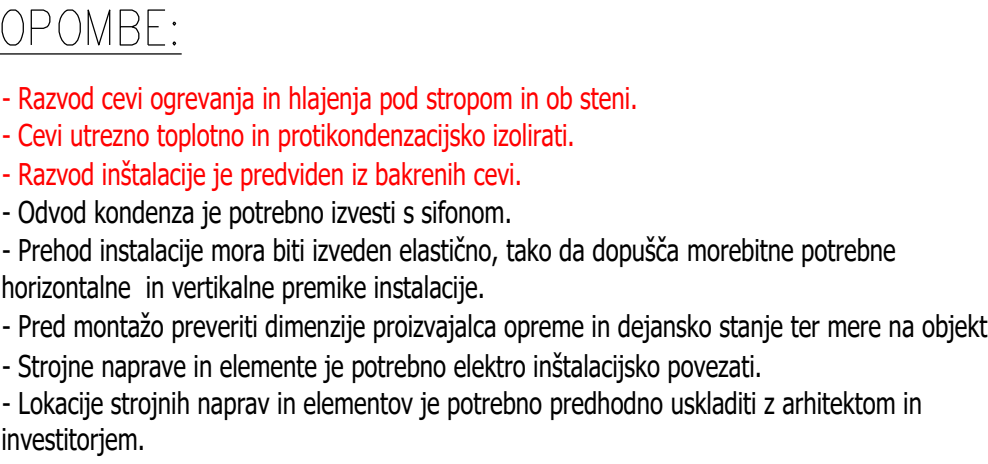 OPOMBE:
- Razvod cevi ogrevanja in hlajenja pod stropom in ob steni.
- Cevi utrezno toplotno in protikondenzacijsko izolirati.
- Razvod inštalacije je predviden iz bakrenih cevi.
- Odvod kondenza je potrebno izvesti s sifonom.
- Prehod instalacije mora biti izveden elastično, tako da dopušča morebitne potrebne
horizontalne  in vertikalne premike instalacije.
- Pred montažo preveriti dimenzije proizvajalca opreme in dejansko stanje ter mere na objekt
- Strojne naprave in elemente je potrebno elektro inštalacijsko povezati.
- Lokacije strojnih naprav in elementov je potrebno predhodno uskladiti z arhitektom in
investitorjem.